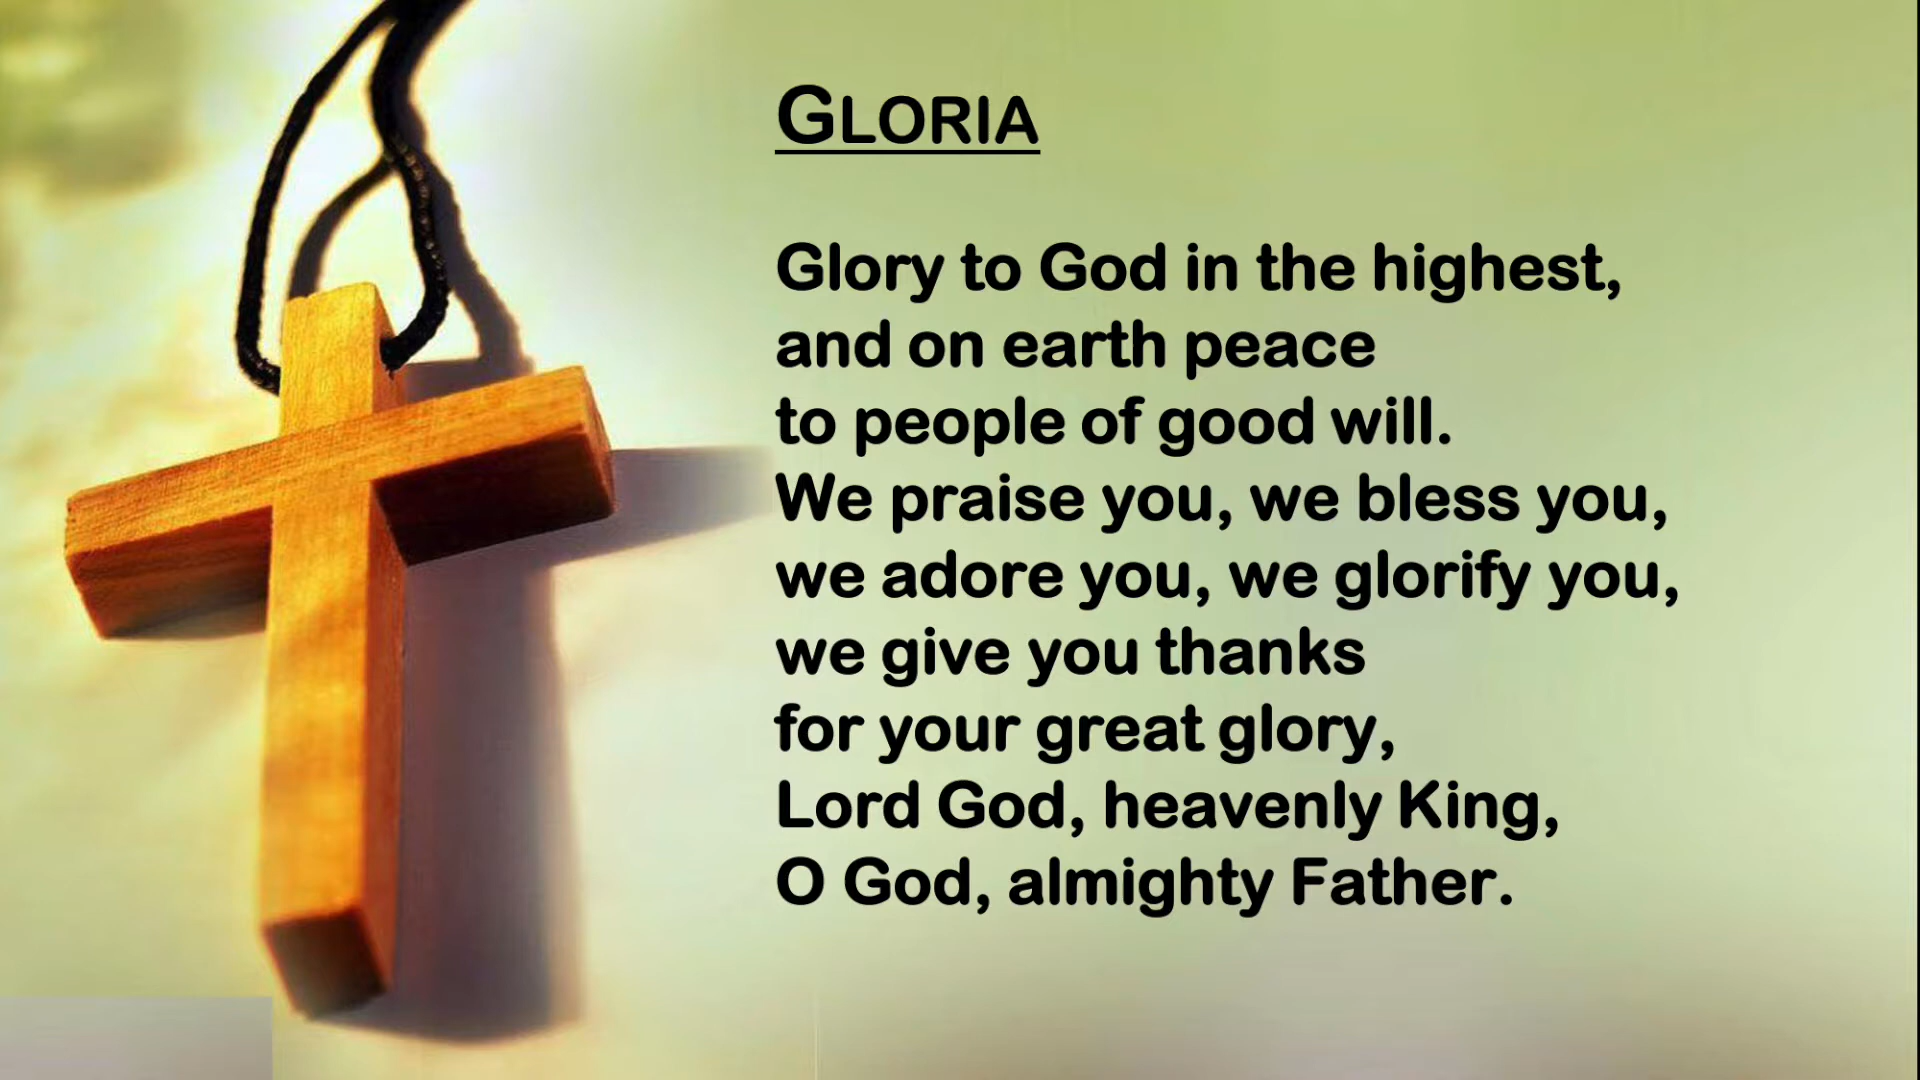 GLORIA
Glory to God in the highest,
and on earth peace
to people of good will.
We praise you, we bless you,
we adore you, we glorify you,
we give you thanks
for your great glory,
Lord God, heavenly King,
O God, almighty Father.